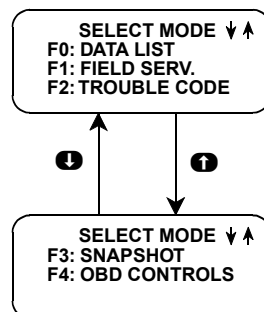 SELECT MODE ↓ ↑
F0: DATA LIST
F1: FIELD SERV.
F2: TROUBLE CODE
⬇ ⬆
SELECT MODE ↓ ↑
F3: SNAPSHOT
F4: OBD CONTROLS